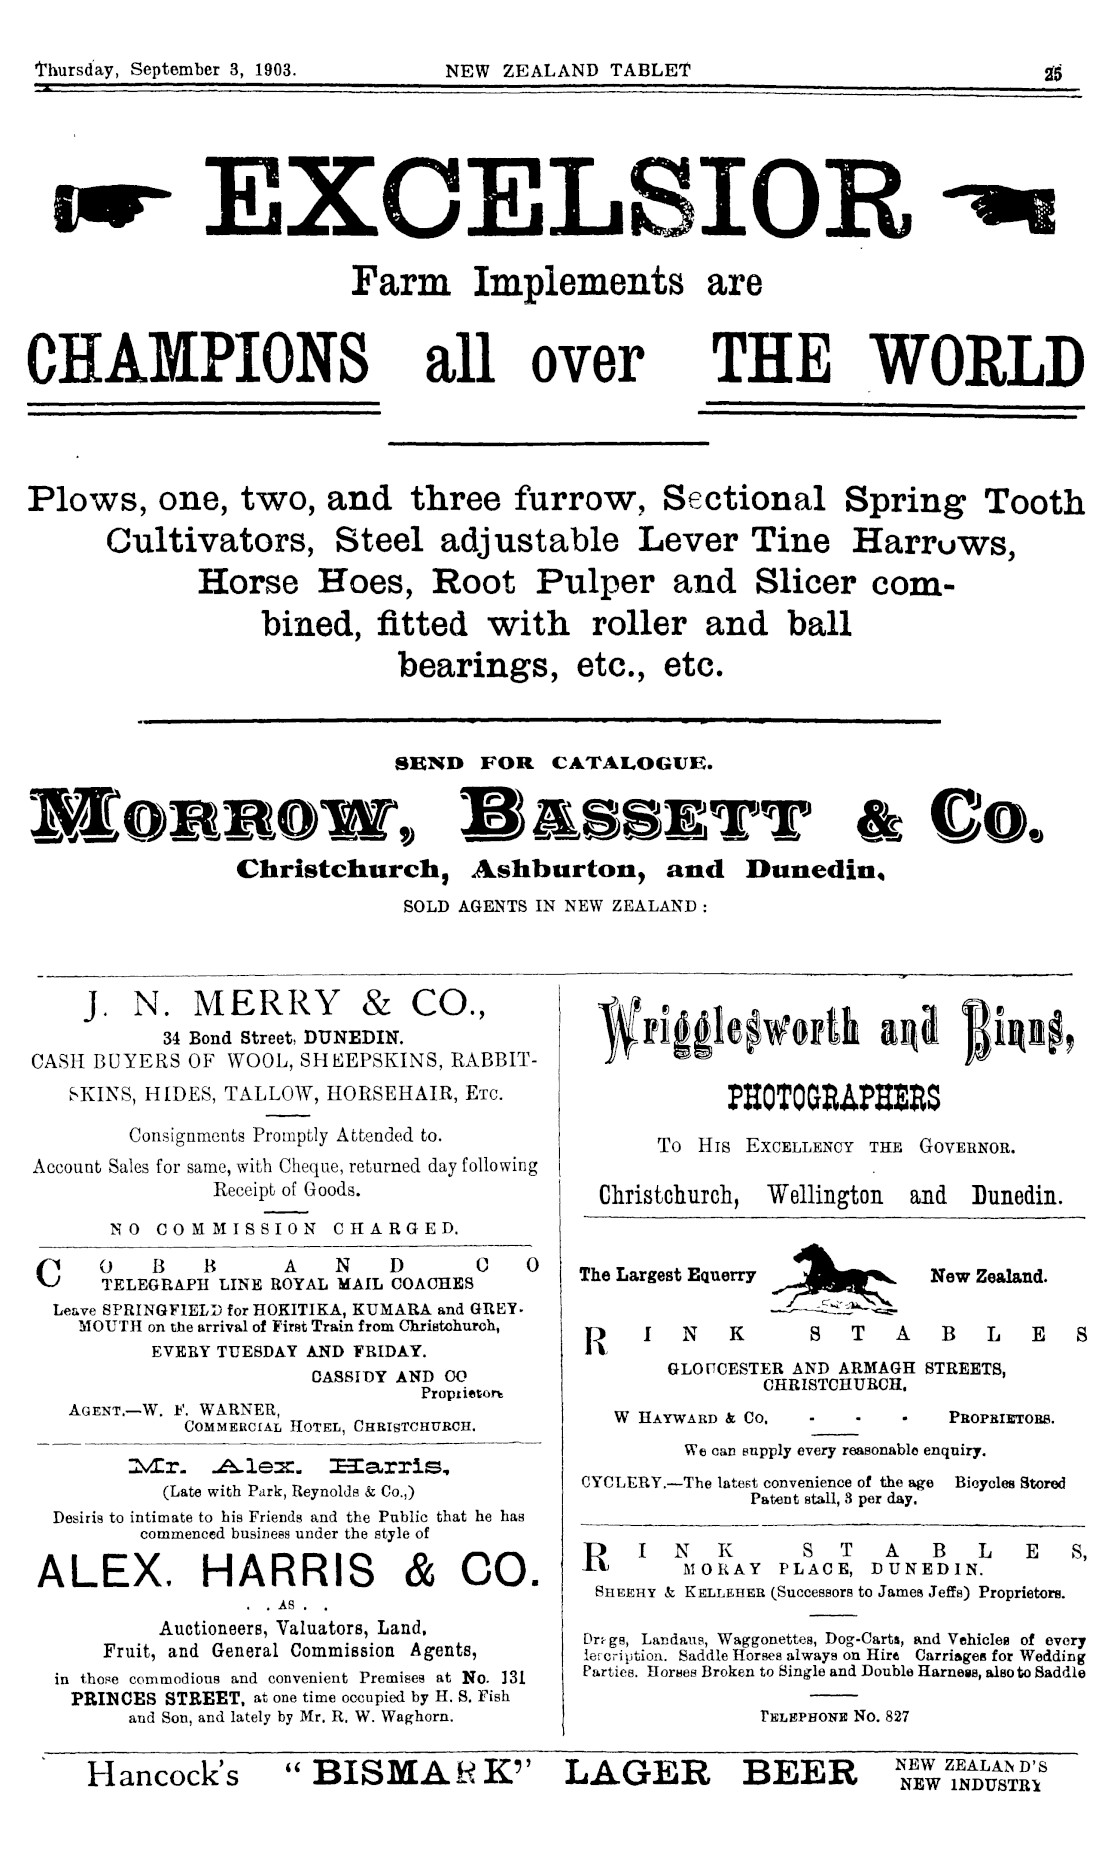 Thursday, September 3, 1903.
NEW ZEALAND TABLET
25
EXCELSIOR
Farm Implements are
CHAMPIONS all over THE WORLD
Plows, one, two, and three furrow, Sectional Spring Tooth
Cultivators, Steel adjustable Lever Tine Harrows,
Horse Hoes, Root Pulper and Slicer com-
bined, fitted with roller and ball
bearings, etc., etc.
SEND FOR CATALOGUE.
MORROW, BASSETT & CO.
Christchurch, Ashburton, and Dunedin,
SOLD AGENTS IN NEW ZEALAND:
J. N. MERRY & CO.,
34 Bond Street, DUNEDIN.
CASH BUYERS OF WOOL, SHEEPSKINS, RABBIT-
SKINS, HIDES, TALLOW, HORSEHAIR, ETC.
Consignments Promptly Attended to.
Account Sales for same, with Cheque, returned day following
Receipt of Goods.
NO COMMISSION CHARGED.
COBB AND CO
TELEGRAPH LINE ROYAL MAIL COACHES
Leave SPRINGFIELD for HOKITIKA, KUMARA and GREY-
MOUTH on the arrival of First Train from Christchurch,
EVERY TUESDAY AND FRIDAY.
CASSIDY AND CO
Proprietors
AGENT.—W. F. WARNER,
COMMERCIAL HOTEL, CHRISTCHURCH.
Mr. Alex. Harris,
(Late with Park, Reynolds & Co.,)
Desiris to intimate to his Friends and the Public that he has
commenced business under the style of
ALEX. HARRIS & CO.
. . AS . .
Auctioneers, Valuators, Land,
Fruit, and General Commission Agents,
in those commodious and convenient Premises at No. 131
PRINCES STREET, at one time occupied by H. S. Fish
and Son, and lately by Mr. R. W. Waghorn.
Wrigglesworth and Binns,
PHOTOGRAPHERS
TO HIS EXCELLENCY THE GOVERNOR.
Christchurch, Wellington and Dunedin.
The Largest Equerry New Zealand.
RINK STABLES
GLOUCESTER AND ARMAGH STREETS,
CHRISTCHURCH.
W HAYWARD & CO. - - - PROPRIETORS.
We can supply every reasonable enquiry.
CYCLERY.—The latest convenience of the age Bicycles Stored
Patent stall, 3 per day.
RINK STABLES,
MORAY PLACE, DUNEDIN.
SHEEHY & KELLEHER (Successors to James Jeffs) Proprietors.
Drags, Landaus, Waggonettes, Dog-Carts, and Vehicles of every
description. Saddle Horses always on Hire Carriages for Wedding
Parties. Horses Broken to Single and Double Harness, also to Saddle
TELEPHONE No. 827
Hancock's "BISMARK" LAGER BEER NEW ZEALAND'S
NEW INDUSTRY